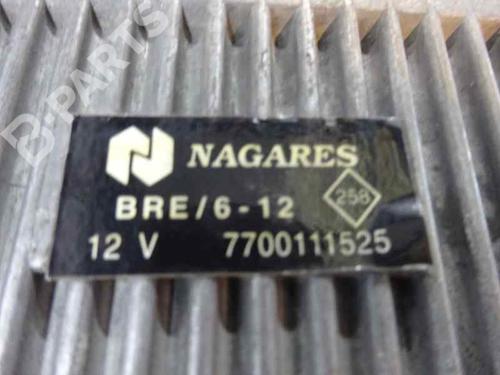 B-PARTS
NAGARES
BRE/6-12
258
12 V 7700111525